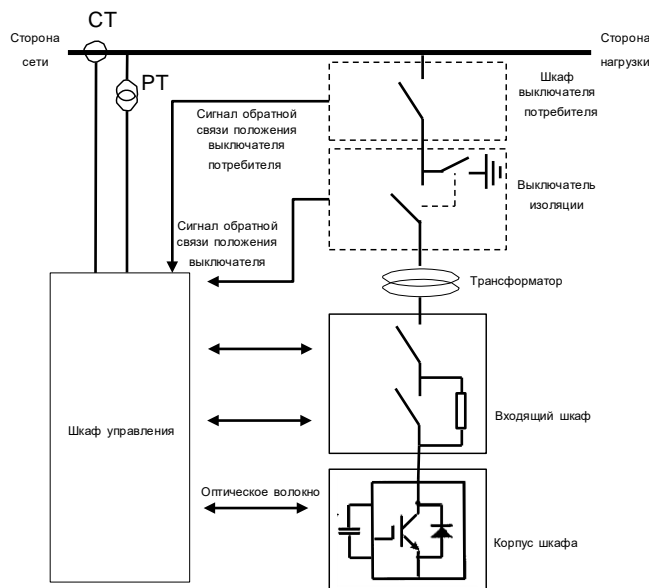 CT
Сторона
сети
PT
Сторона
нагрузки
Шкаф
выключателя
потребителя
Сигнал обратной
связи положения
выключателя
потребителя
Выключатель
изоляции
Сигнал обратной
связи положения
выключателя
Трансформатор
Шкаф управления
Входящий шкаф
Оптическое волокно
Корпус шкафа